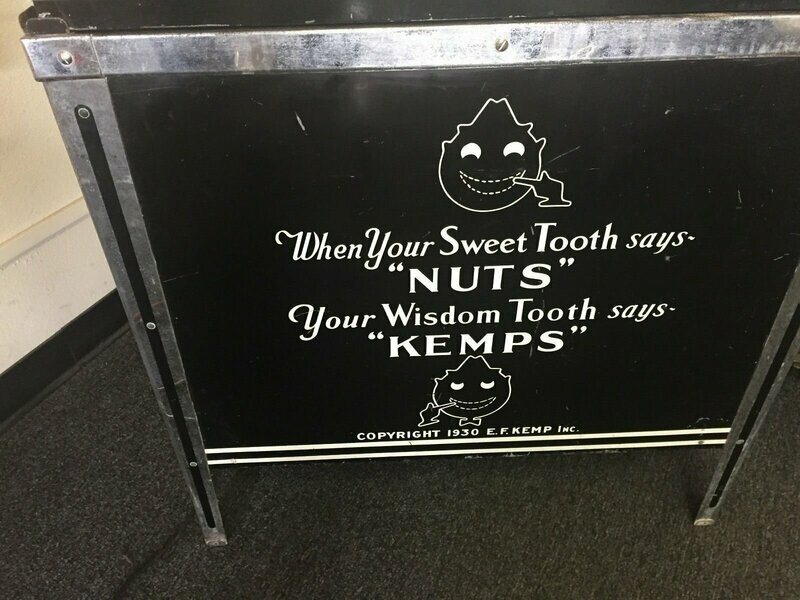 When Your Sweet Tooth says-
"NUTS"
Your Wisdom Tooth says-
"KEMPS"
COPYRIGHT 1930 E.F. KEMP INC.